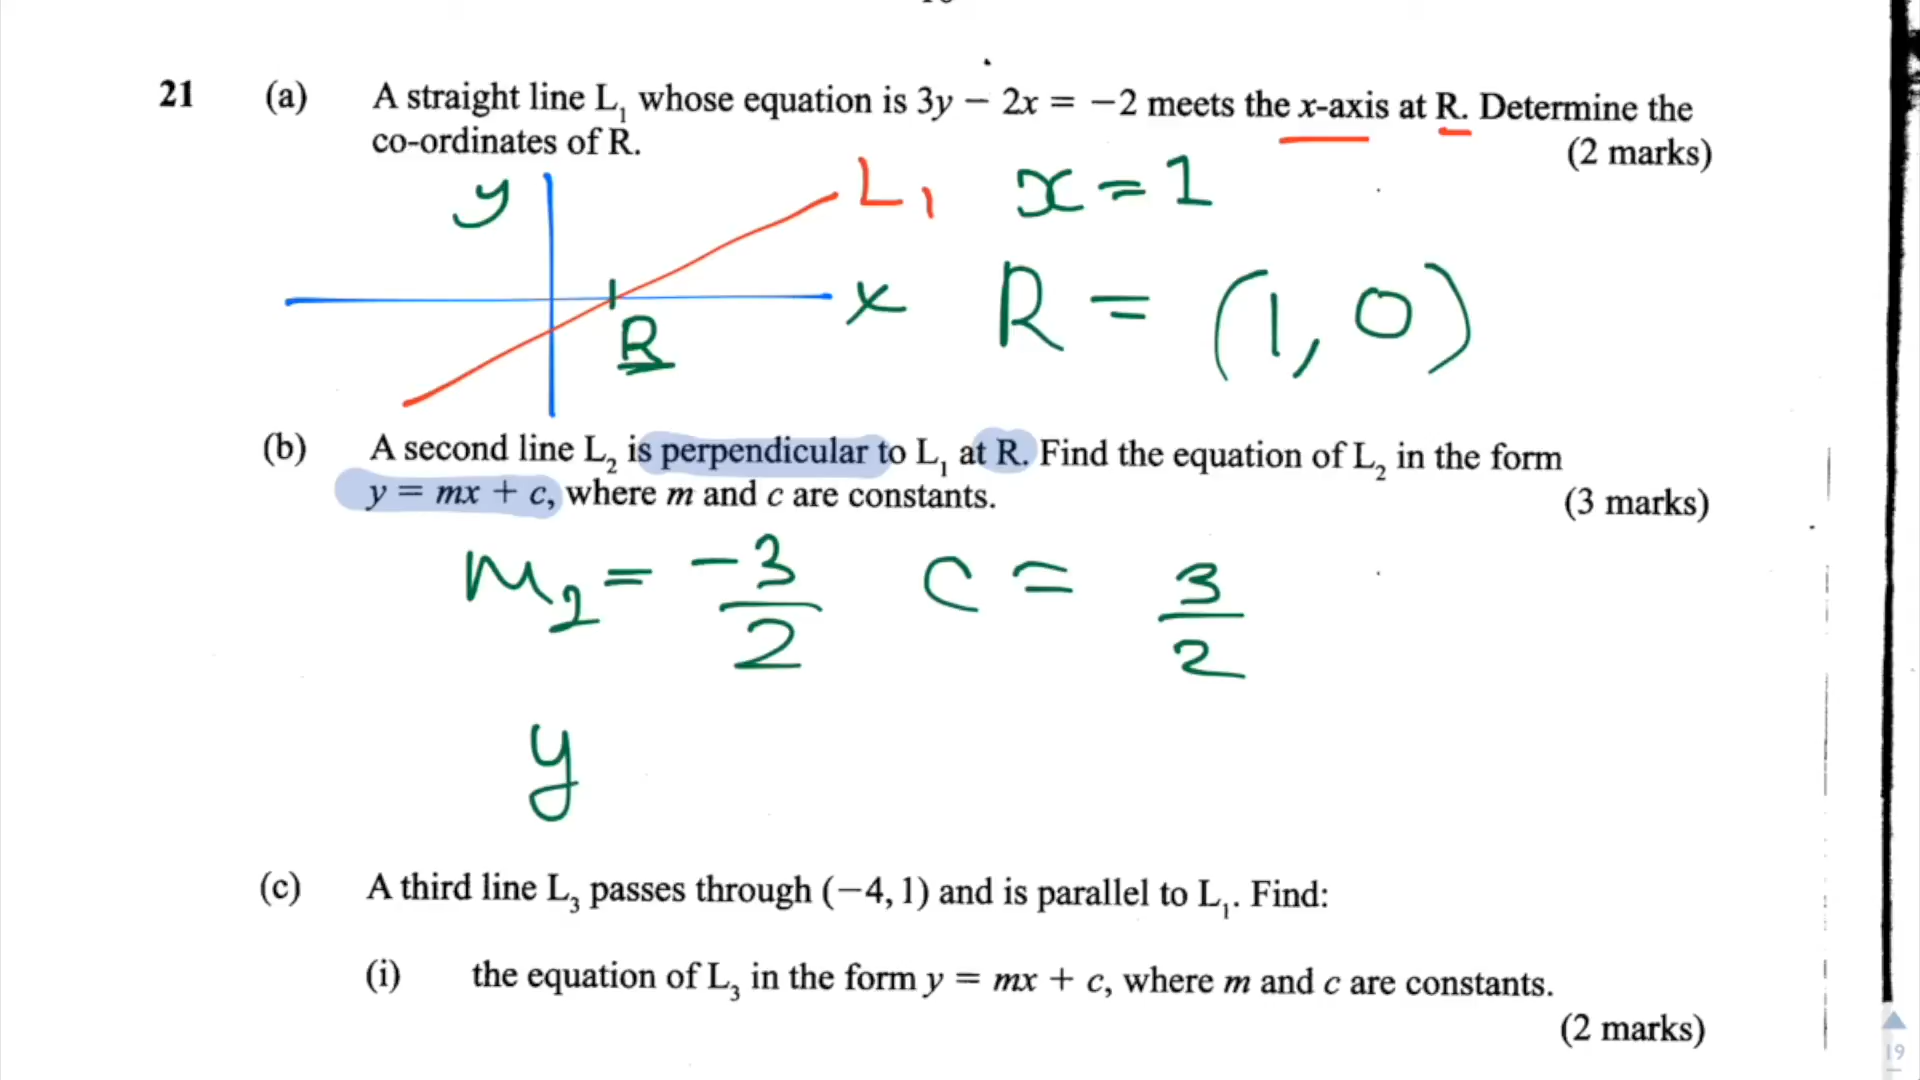 21 (a) A straight line L₁ whose equation is 3y − 2x = −2 meets the x-axis at R. Determine the
co-ordinates of R.
(2 marks)
y
L₁
x = 1
x
R
R = (1, 0)
(b) A second line L₂ is perpendicular to L₁ at R. Find the equation of L₂ in the form
y = mx + c, where m and c are constants.
(3 marks)
m₂ = -3/2 c = 3/2
y
(c) A third line L₃ passes through (−4, 1) and is parallel to L₁. Find:
(i) the equation of L₃ in the form y = mx + c, where m and c are constants.
(2 marks)
19